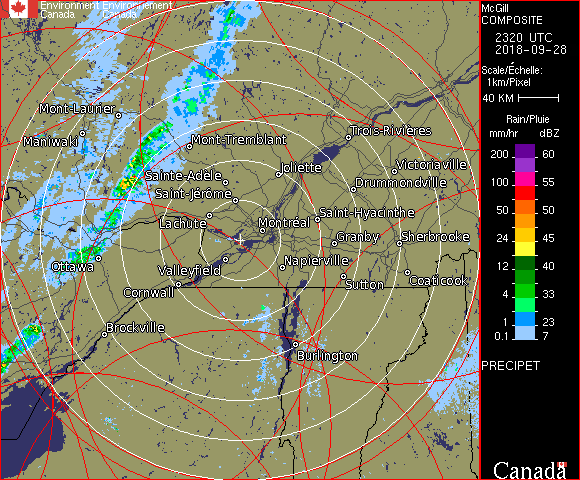 Environment Environnement
Canada Canada
Mont-Laurier
Maniwaki
Mont-Tremblant
Trois-Rivières
Sainte-Adèle
Joliette
Victoriaville
Saint-Jérôme
Drummondville
Lachute
Montréal
Saint-Hyacinthe
Granby
Sherbrooke
Ottawa
Valleyfield
Napierville
Cornwall
Sutton
Coaticook
Brockville
Burlington
McGill
COMPOSITE
2320 UTC
2018-09-28
Scale/Échelle:
1km/Pixel
40 KM
Rain/Pluie
mm/hr dBZ
200 60
100 55
50 50
24 45
12 40
4 33
1 23
0.1 7
PRECIPET
Canada